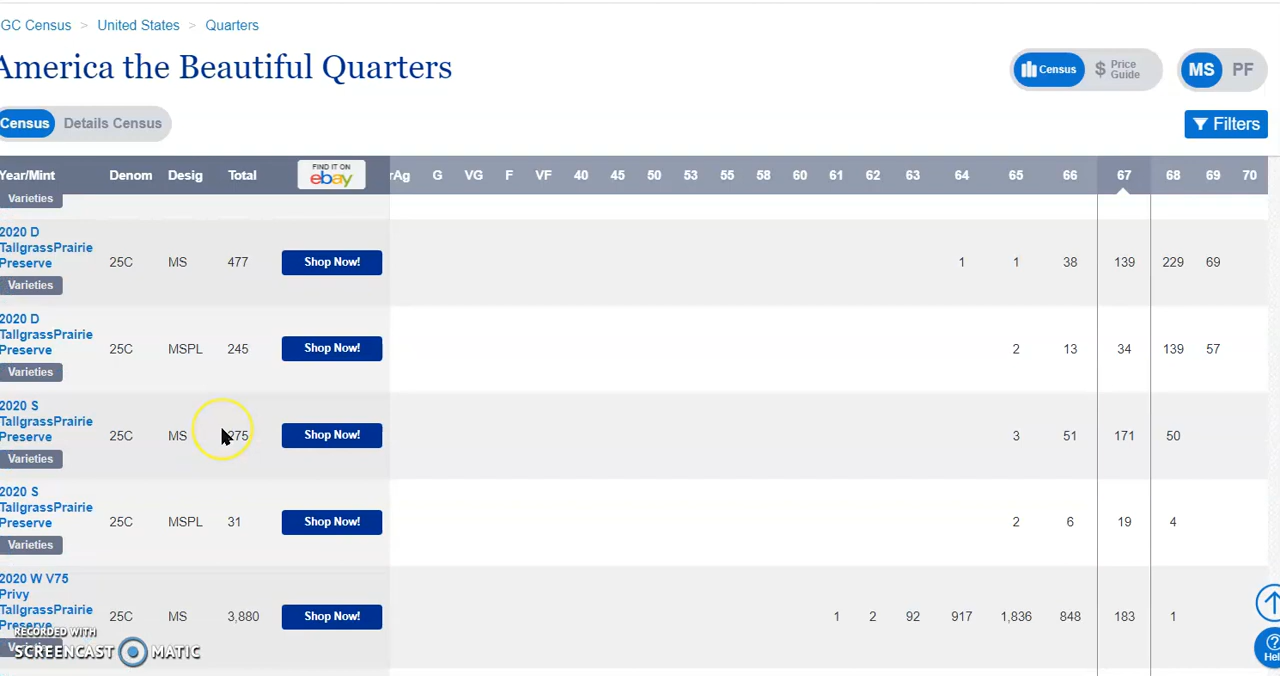 GC Census > United States > Quarters
America the Beautiful Quarters
Census $ Price Guide MS PF
Census Details Census
Filters
Year/Mint Denom Desig Total FIND IT ON ebay rAg G VG F VF 40 45 50 53 55 58 60 61 62 63 64 65 66 67 68 69 70
Varieties
2020 D
TallgrassPrairie
Preserve 25C MS 477 Shop Now! 1 1 38 139 229 69
Varieties
2020 D
TallgrassPrairie
Preserve 25C MSPL 245 Shop Now! 2 13 34 139 57
Varieties
2020 S
TallgrassPrairie
Preserve 25C MS 275 Shop Now! 3 51 171 50
Varieties
2020 S
TallgrassPrairie
Preserve 25C MSPL 31 Shop Now! 2 6 19 4
Varieties
2020 W V75
Privy
TallgrassPrairie
Preserve 25C MS 3,880 Shop Now! 1 2 92 917 1,836 848 183 1
RECORDED WITH
SCREENCAST MATIC
Hel